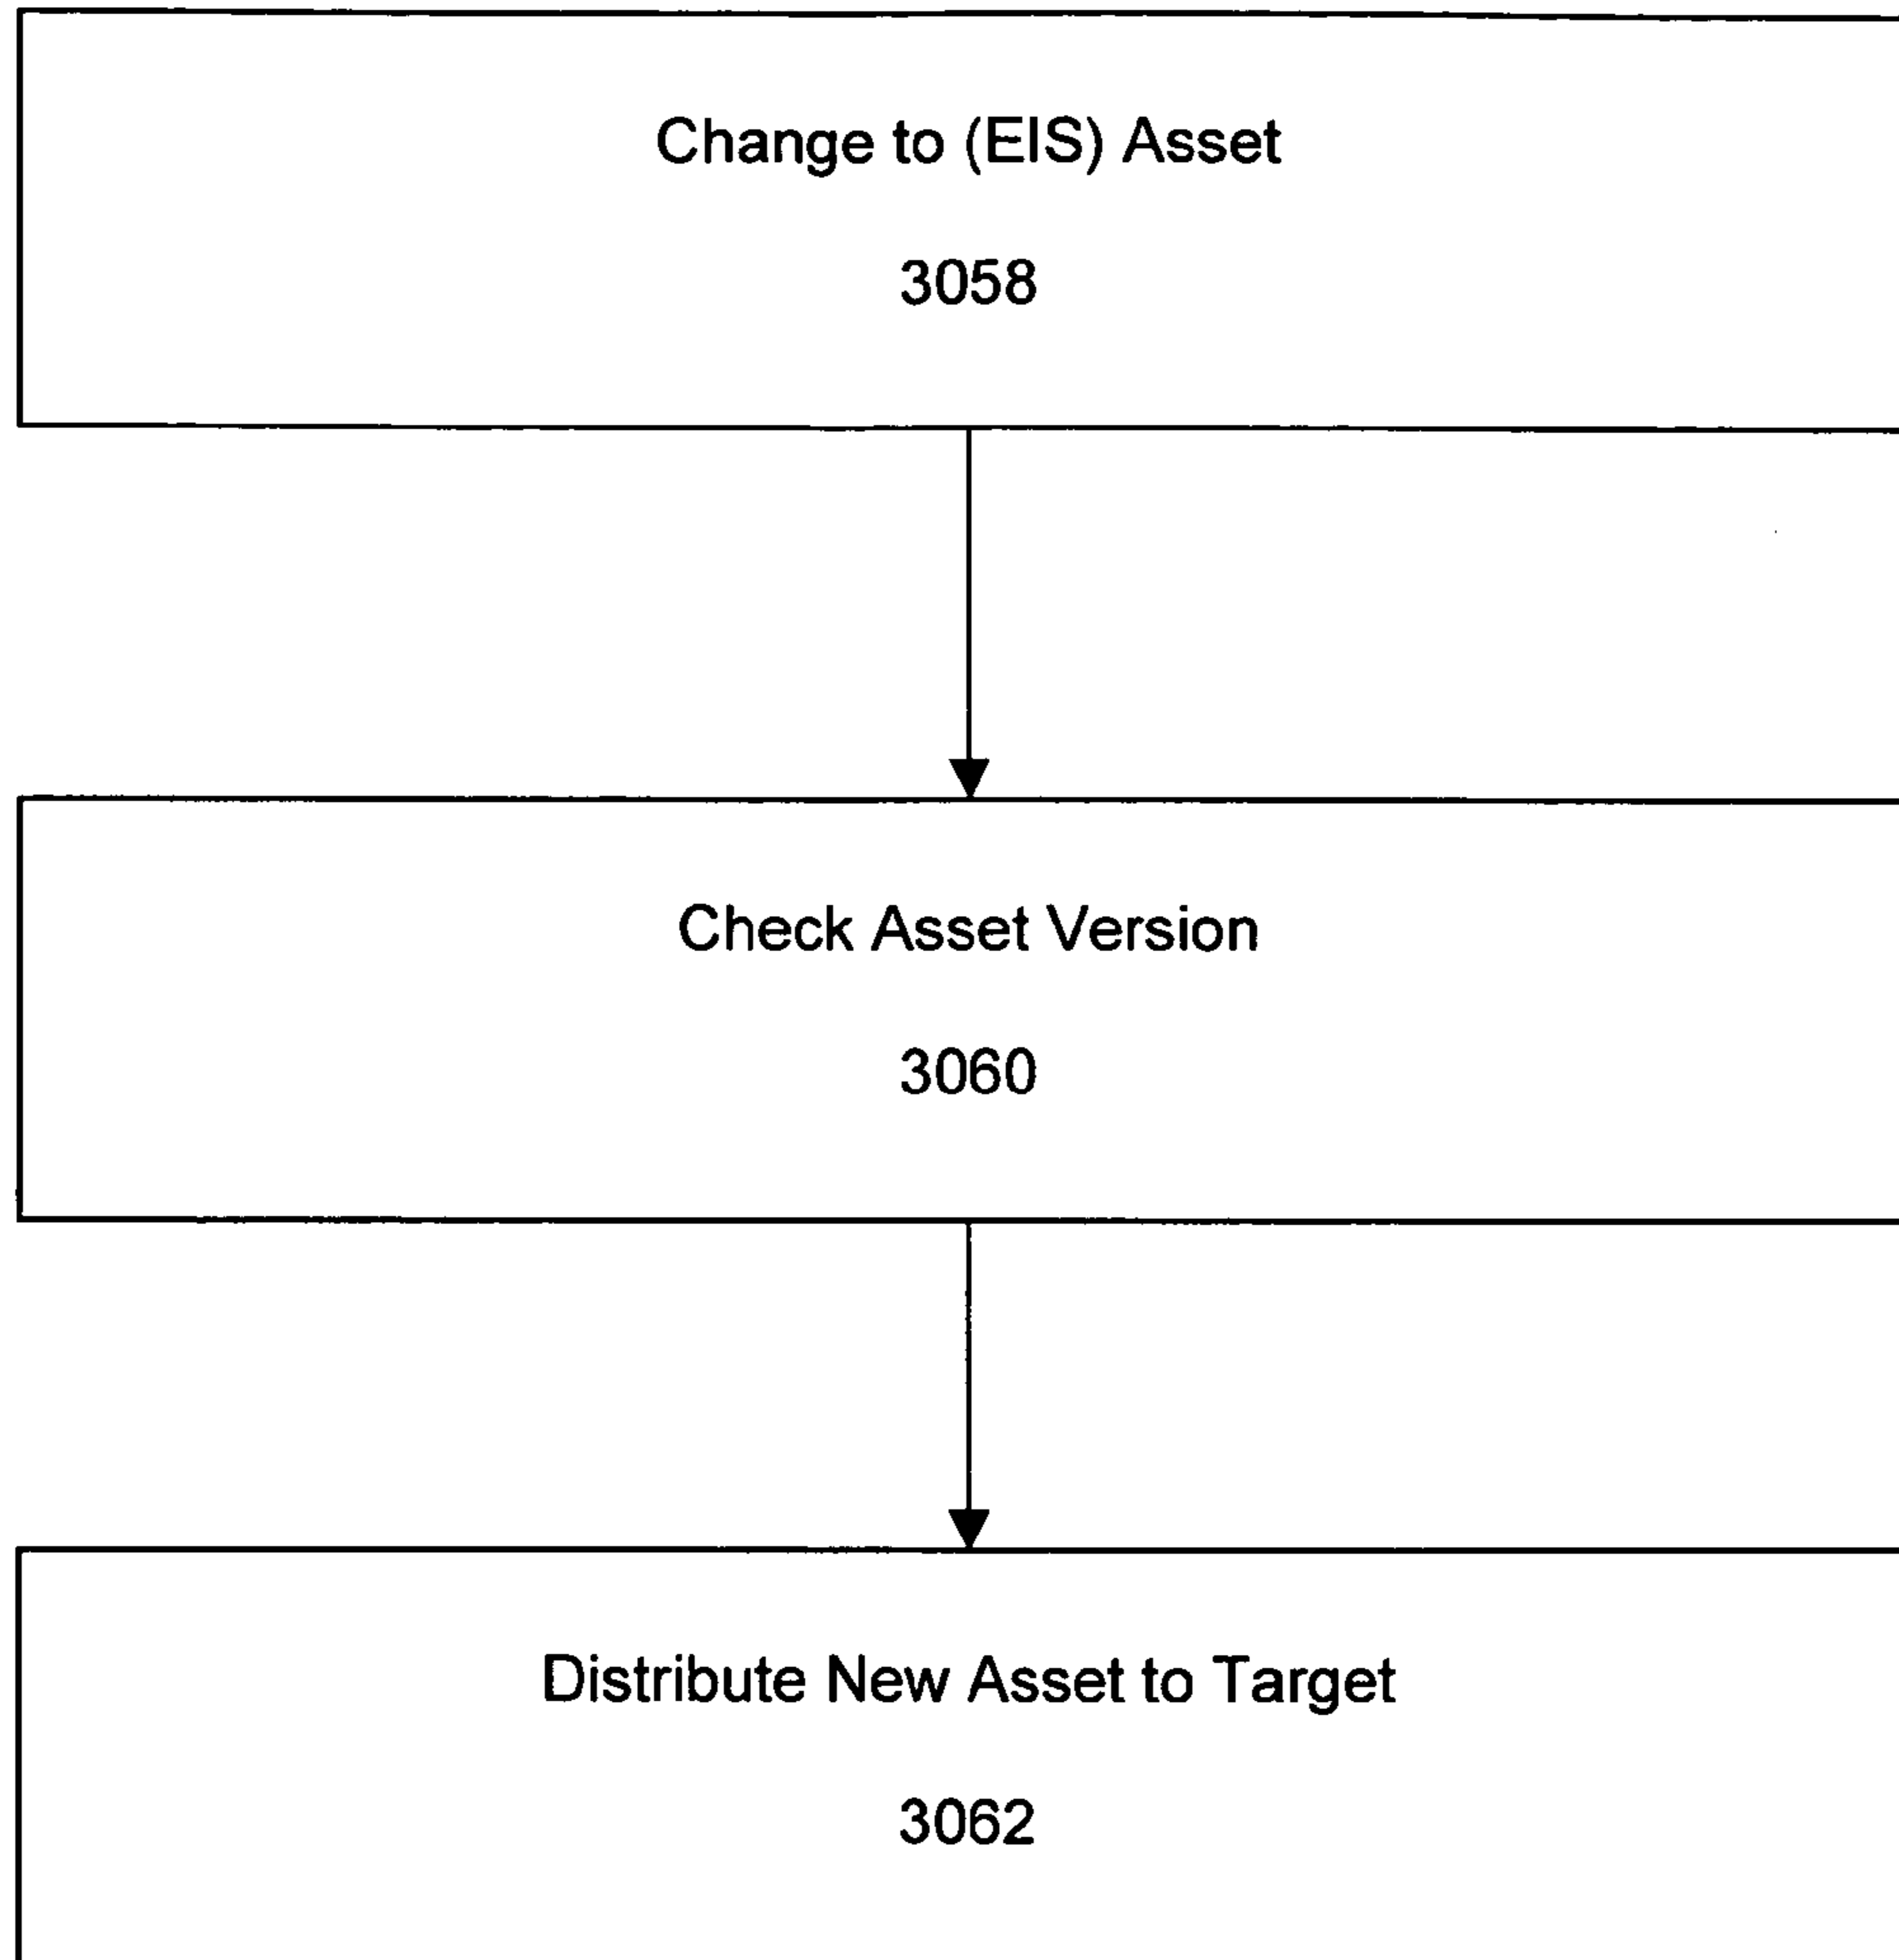 Change to (EIS) Asset
3058
Check Asset Version
3060
Distribute New Asset to Target
3062